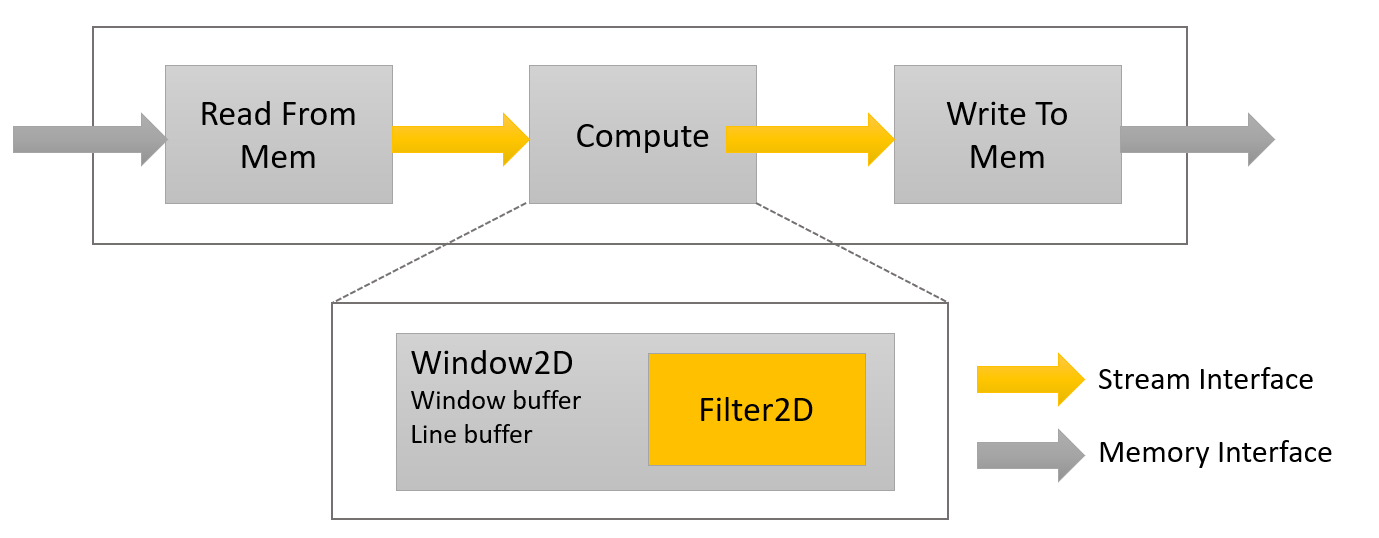 Read From
Mem
Compute
Write To
Mem
Window2D
Window buffer
Line buffer
Filter2D
Stream Interface
Memory Interface